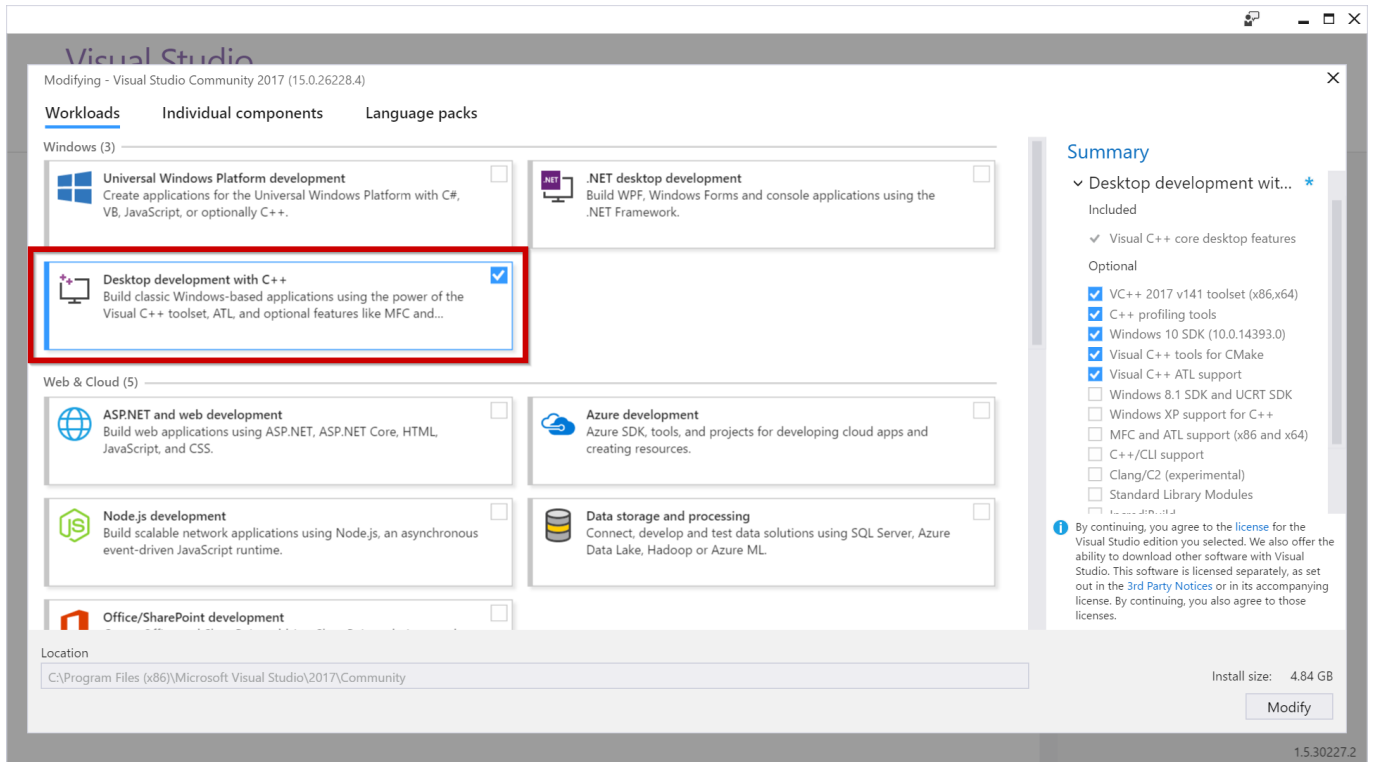 Visual Studio
Modifying - Visual Studio Community 2017 (15.0.26228.4)
Workloads
Individual components
Language packs
Windows (3)
Universal Windows Platform development
Create applications for the Universal Windows Platform with C#,
VB, JavaScript, or optionally C++.
.NET
.NET desktop development
Build WPF, Windows Forms and console applications using the
.NET Framework.
Desktop development with C++
Build classic Windows-based applications using the power of the
Visual C++ toolset, ATL, and optional features like MFC and...
Web & Cloud (5)
ASP.NET and web development
Build web applications using ASP.NET, ASP.NET Core, HTML,
JavaScript, and CSS.
Azure development
Azure SDK, tools, and projects for developing cloud apps and
creating resources.
JS
Node.js development
Build scalable network applications using Node.js, an asynchronous
event-driven JavaScript runtime.
Data storage and processing
Connect, develop and test data solutions using SQL Server, Azure
Data Lake, Hadoop or Azure ML.
Office/SharePoint development
Summary
Desktop development wit... *
Included
Visual C++ core desktop features
Optional
VC++ 2017 v141 toolset (x86,x64)
C++ profiling tools
Windows 10 SDK (10.0.14393.0)
Visual C++ tools for CMake
Visual C++ ATL support
Windows 8.1 SDK and UCRT SDK
Windows XP support for C++
MFC and ATL support (x86 and x64)
C++/CLI support
Clang/C2 (experimental)
Standard Library Modules
By continuing, you agree to the license for the
Visual Studio edition you selected. We also offer the
ability to download other software with Visual
Studio. This software is licensed separately, as set
out in the 3rd Party Notices or in its accompanying
license. By continuing, you also agree to those
licenses.
Location
C:\Program Files (x86)\Microsoft Visual Studio\2017\Community
Install size: 4.84 GB
Modify
1.5.30227.2